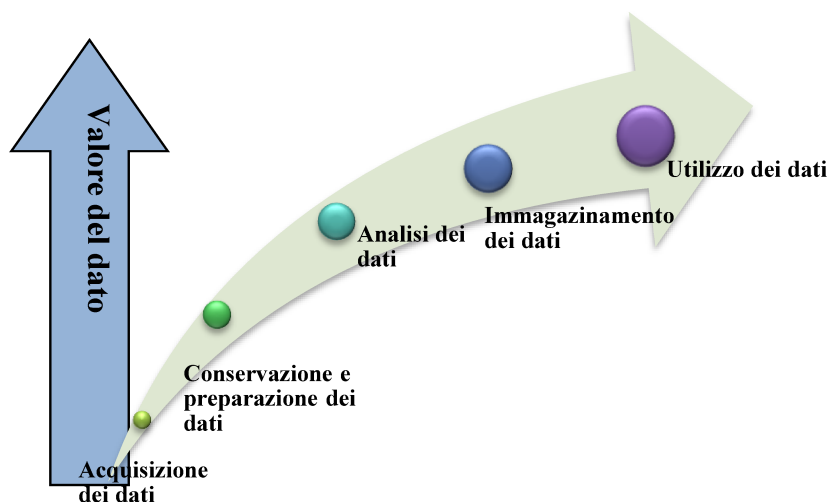 Valore del dato
Acquisizione
dei dati
Conservazione e
preparazione dei
dati
Analisi dei
dati
Immagazinamento
dei dati
Utilizzo dei dati